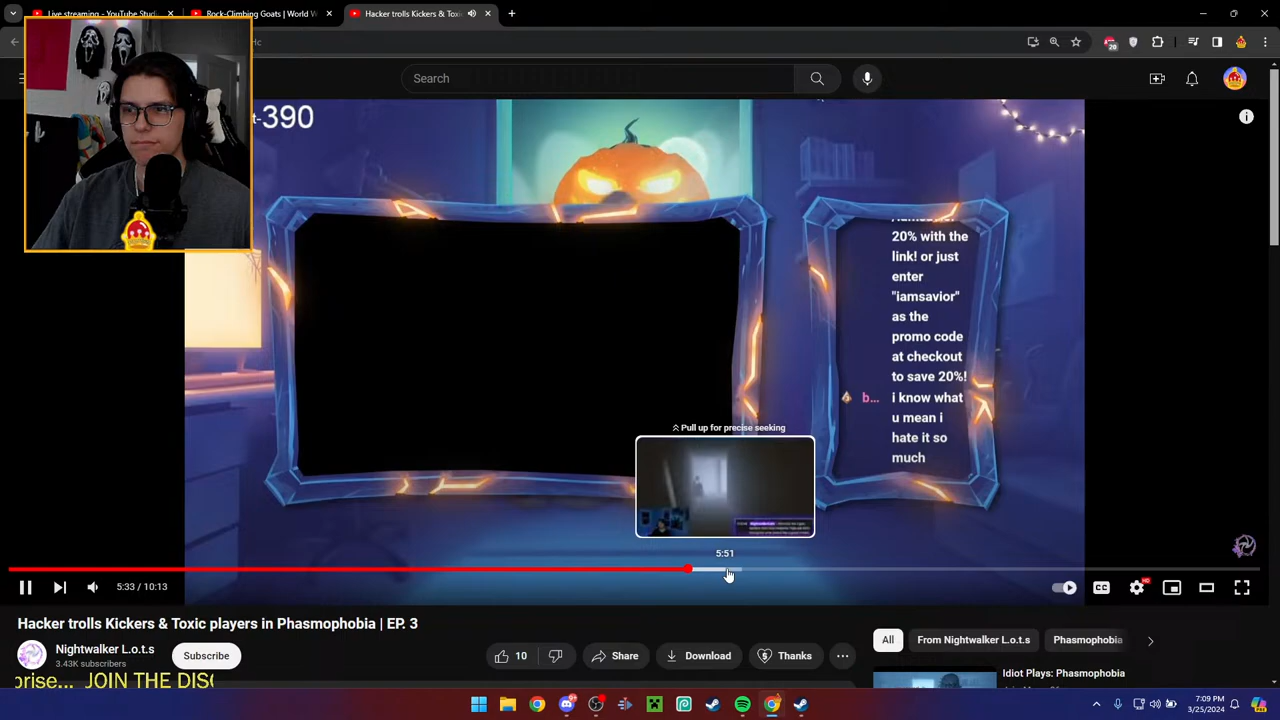 Live streaming - YouTube Studi
Rock-Climbing Goats | World W
Hacker trolls Kickers & Toxi
Search
390
20% with the
link! or just
enter
"iamsavior"
as the
promo code
at checkout
to save 20%!
b... i know what
u mean i
hate it so
much
Pull up for precise seeking
5:51
5:33 / 10:13
HD
Hacker trolls Kickers & Toxic players in Phasmophobia | EP. 3
Nightwalker L.o.t.s
3.43K subscribers
Subscribe
10
Share
Download
Thanks
All
From Nightwalker L.o.t.s
Phasmophobia
Idiot Plays: Phasmophobia
prise... JOIN THE DISC
7:09 PM
3/25/2024